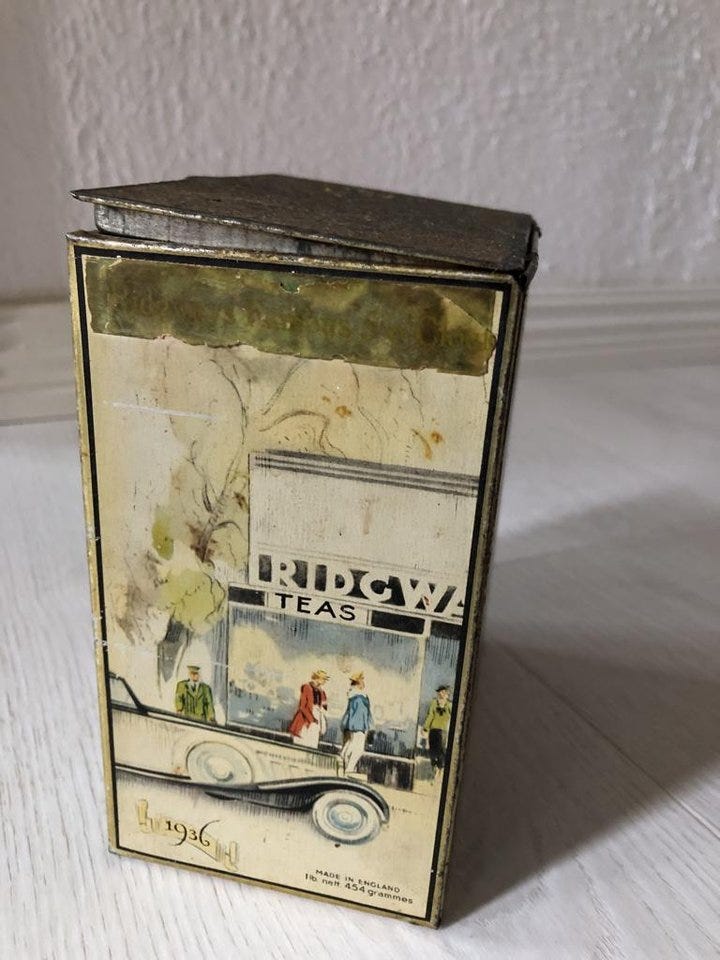 RIDGWA
TEAS
1936
MADE IN ENGLAND
1lb. nett 454 grammes